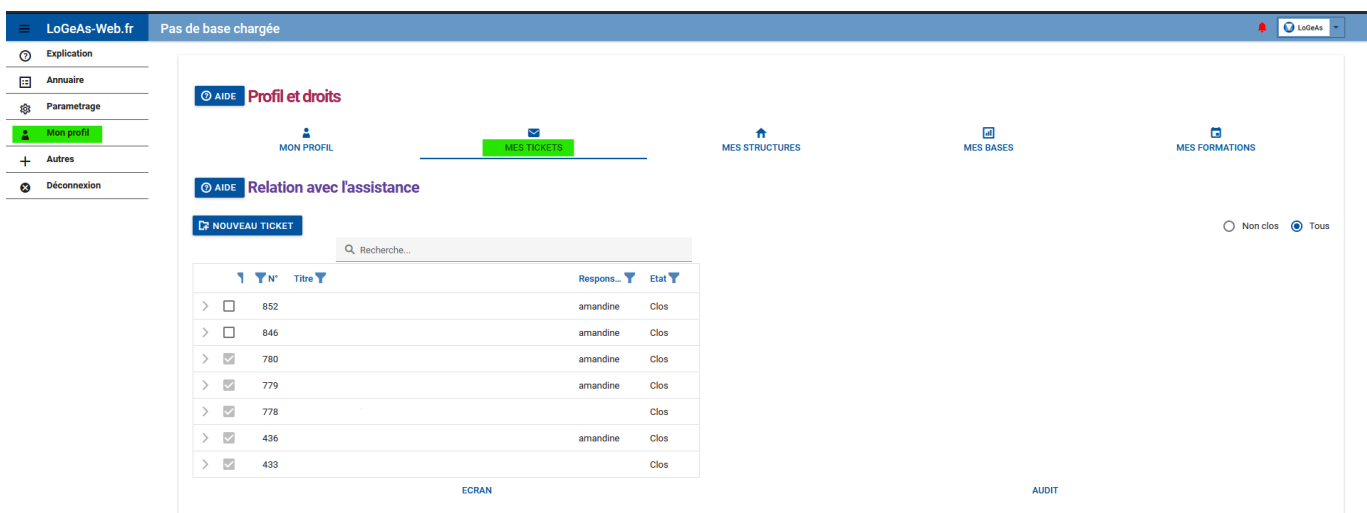 LoGeAs-Web.fr Pas de base chargée LoGeAs
Explication
Annuaire
Parametrage
Mon profil
Autres
Déconnexion
AIDE Profil et droits
MON PROFIL MES TICKETS MES STRUCTURES MES BASES MES FORMATIONS
AIDE Relation avec l'assistance
NOUVEAU TICKET Non clos Tous
Recherche...
N° Titre Respons... Etat
852 amandine Clos
846 amandine Clos
780 amandine Clos
779 amandine Clos
778 Clos
436 amandine Clos
433 Clos
ECRAN AUDIT